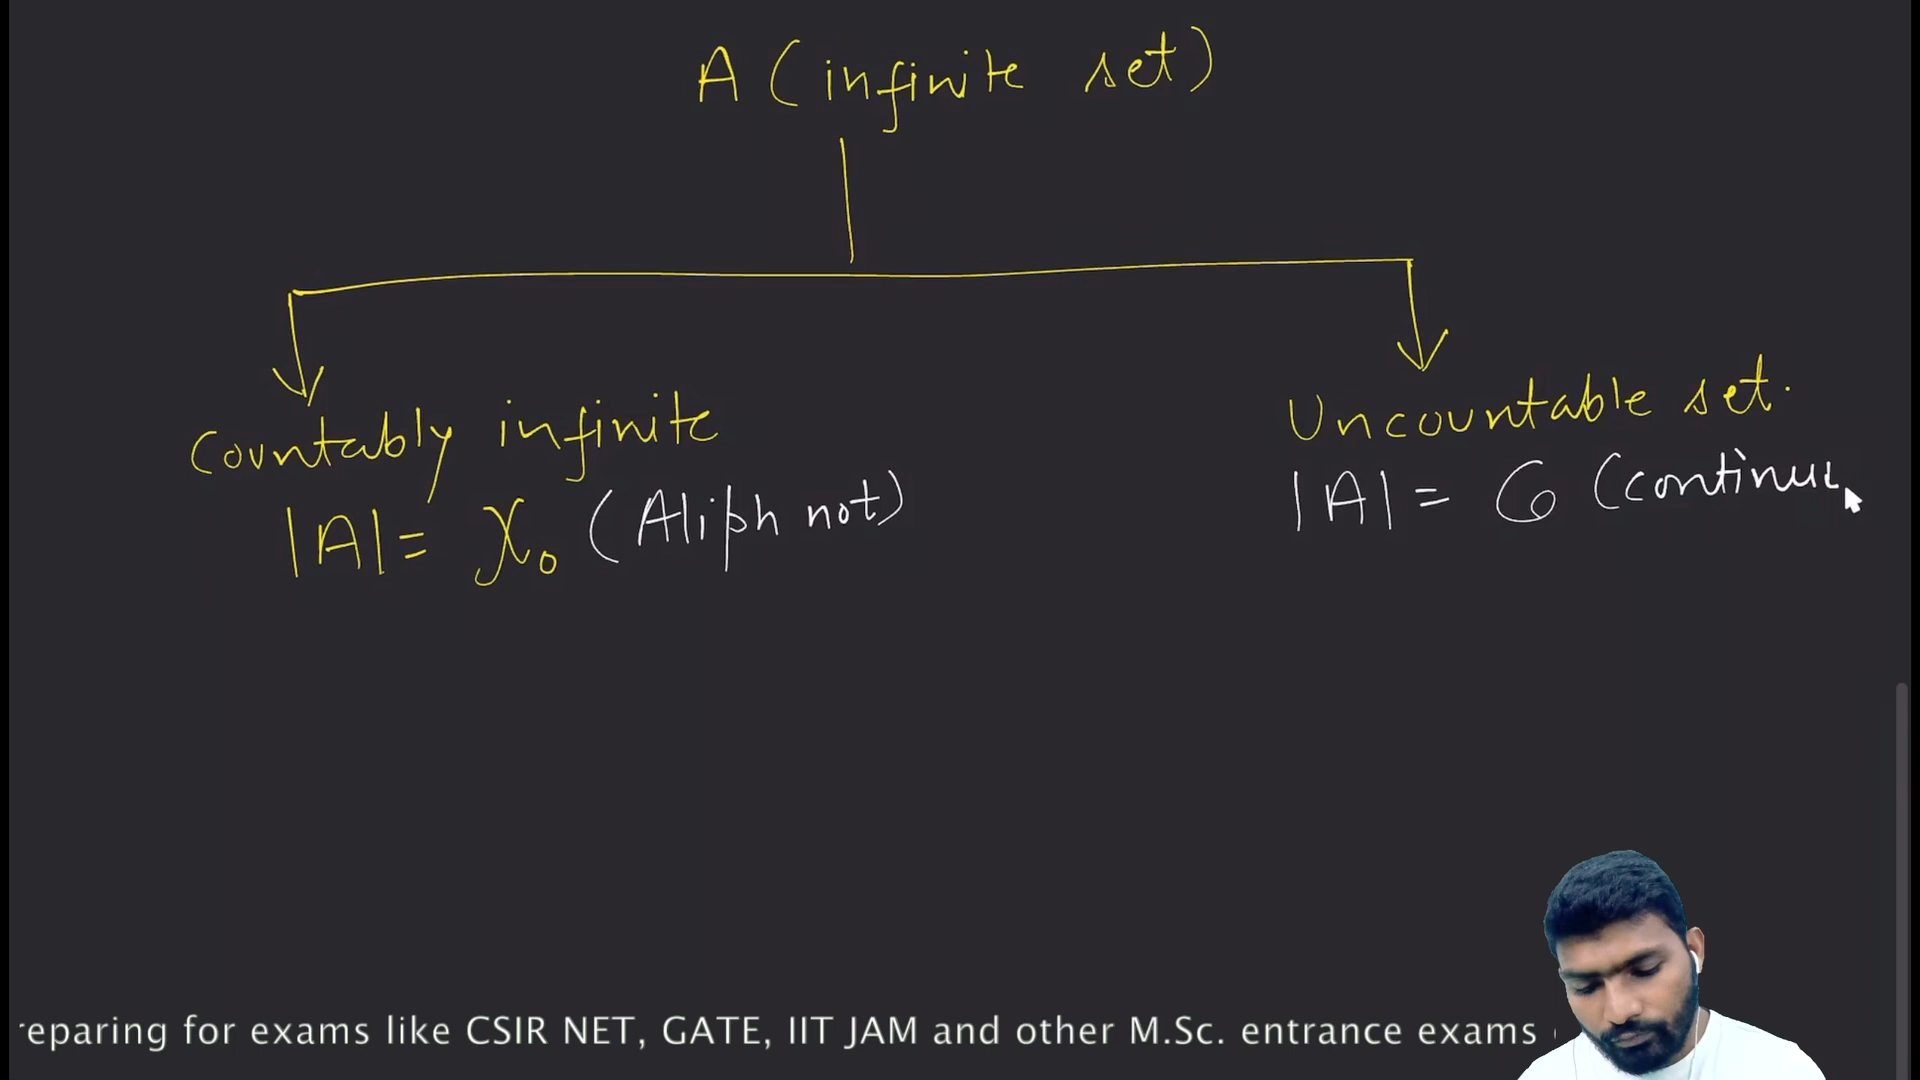 A (infinite set)
Countably infinite
|A| = ℵ₀ (Aliph not)
Uncountable set.
|A| = C (continu
reparing for exams like CSIR NET, GATE, IIT JAM and other M.Sc. entrance exams